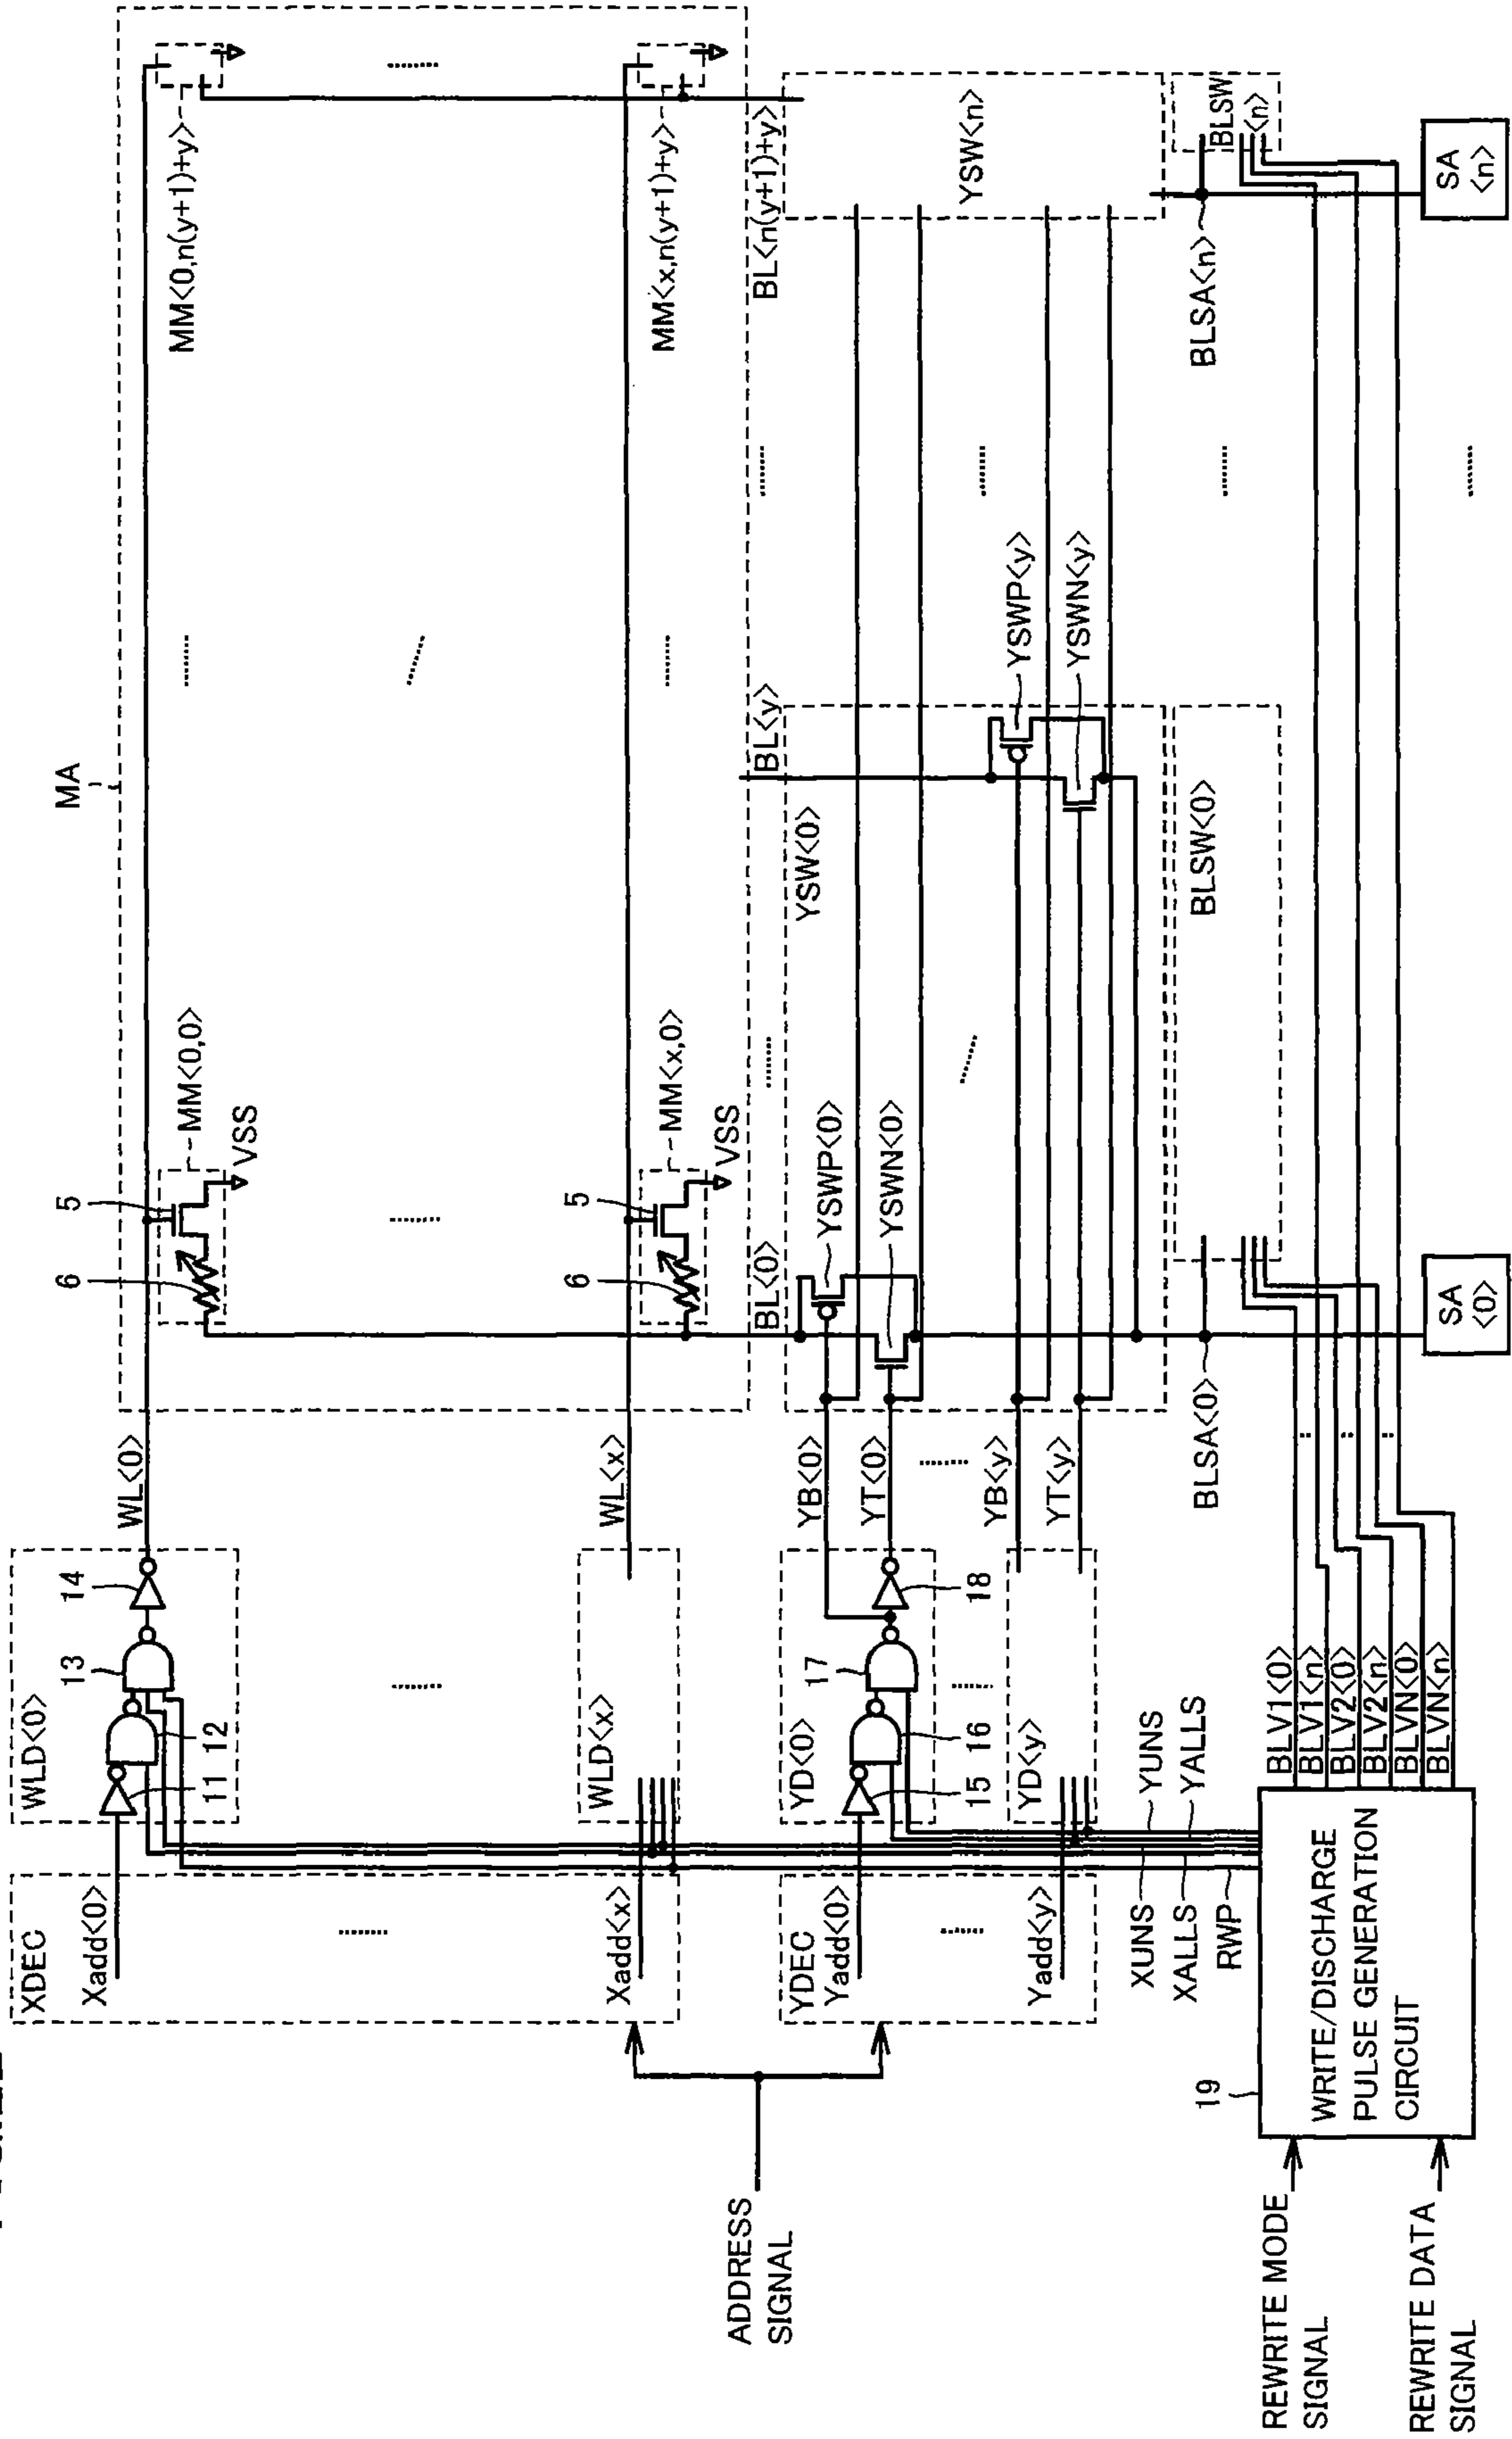 MA
WL<0>
WLD<0>
XDEC
Xadd<0>
11
12
13
14
5
6
MM<0,0>
VSS
MM<0,n(y+1)+y>
WL<x>
WLD<x>
Xadd<x>
5
6
MM<x,0>
VSS
MM<x,n(y+1)+y>
BL<0>
BL<y>
BL<n(y+1)+y>
ADDRESS
SIGNAL
YDEC
Yadd<0>
YD<0>
15
16
17
18
YB<0>
YT<0>
YSWP<0>
YSWN<0>
YSW<0>
YSW<n>
Yadd<y>
YD<y>
YB<y>
YT<y>
YSWP<y>
YSWN<y>
XUNS
XALLS
RWP
YUNS
YALLS
BLSA<0>
BLSW<0>
BLSA<n>
BLSW
<n>
REWRITE MODE
SIGNAL
REWRITE DATA
SIGNAL
19
WRITE/DISCHARGE
PULSE GENERATION
CIRCUIT
BLV1<0>
BLV1<n>
BLV2<0>
BLV2<n>
BLVN<0>
BLVN<n>
SA
<0>
SA
<n>